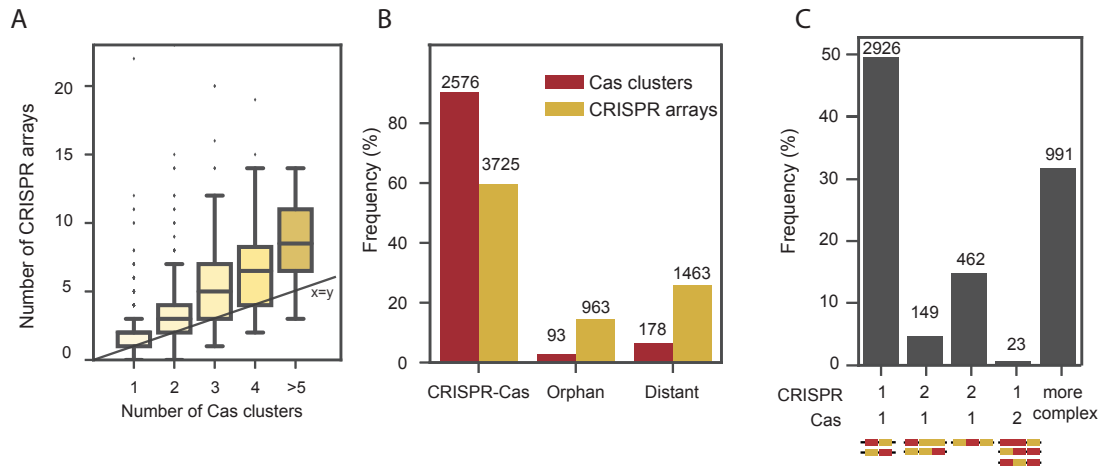 A
Number of CRISPR arrays
20
15
10
5
0
x=y
1 2 3 4 >5
Number of Cas clusters
B
Frequency (%)
80
60
40
20
0
Cas clusters
CRISPR arrays
2576
3725
93
963
178
1463
CRISPR-Cas Orphan Distant
C
Frequency (%)
50
40
30
20
10
0
2926
149
462
23
991
CRISPR 1 2 2 1 more
Cas 1 1 1 2 complex